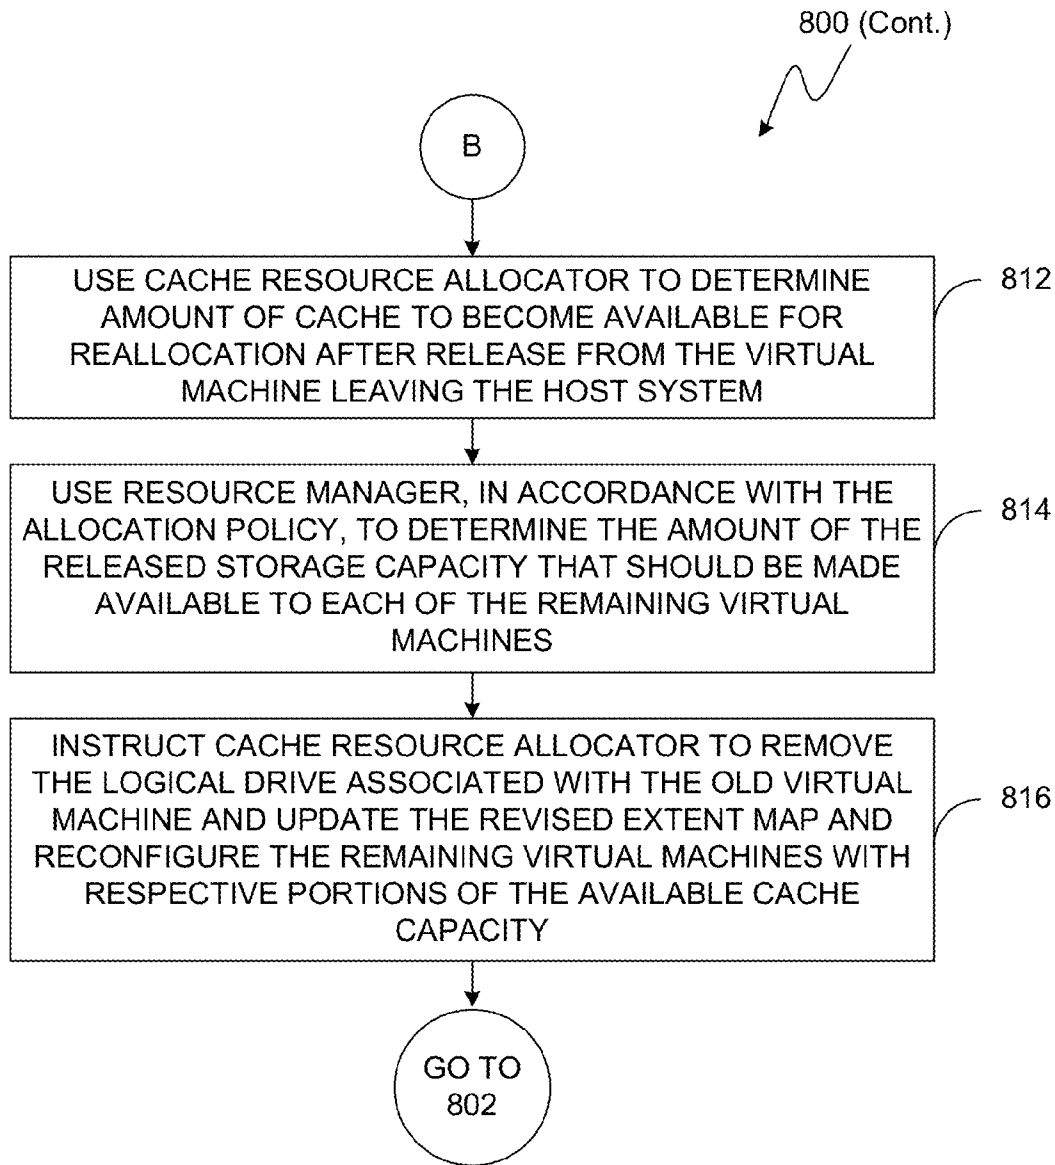 800 (Cont.)
B
USE CACHE RESOURCE ALLOCATOR TO DETERMINE
AMOUNT OF CACHE TO BECOME AVAILABLE FOR
REALLOCATION AFTER RELEASE FROM THE VIRTUAL
MACHINE LEAVING THE HOST SYSTEM
812
USE RESOURCE MANAGER, IN ACCORDANCE WITH THE
ALLOCATION POLICY, TO DETERMINE THE AMOUNT OF THE
RELEASED STORAGE CAPACITY THAT SHOULD BE MADE
AVAILABLE TO EACH OF THE REMAINING VIRTUAL
MACHINES
814
INSTRUCT CACHE RESOURCE ALLOCATOR TO REMOVE
THE LOGICAL DRIVE ASSOCIATED WITH THE OLD VIRTUAL
MACHINE AND UPDATE THE REVISED EXTENT MAP AND
RECONFIGURE THE REMAINING VIRTUAL MACHINES WITH
RESPECTIVE PORTIONS OF THE AVAILABLE CACHE
CAPACITY
816
GO TO
802